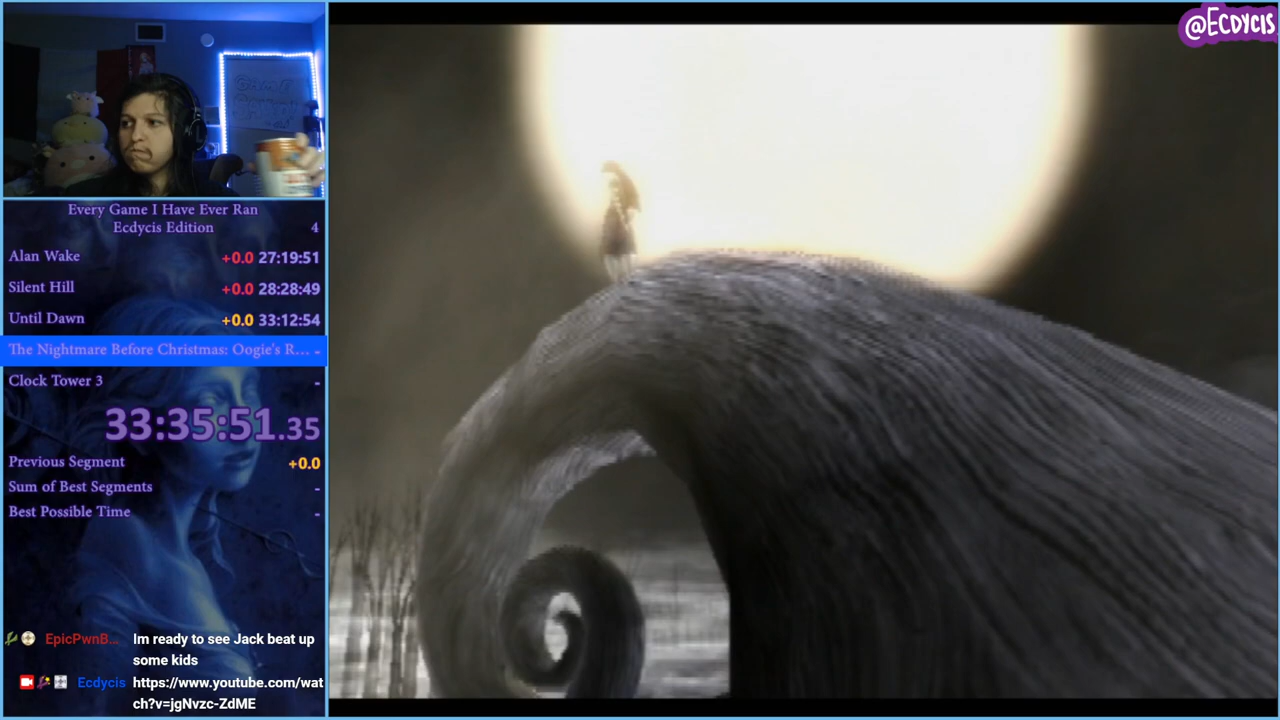 @ECDYCIS
Every Game I Have Ever Ran
Ecdycis Edition 4
Alan Wake +0.0 27:19:51
Silent Hill +0.0 28:28:49
Until Dawn +0.0 33:12:54
The Nightmare Before Christmas: Oogie's R... -
Clock Tower 3 -
33:35:51.35
Previous Segment +0.0
Sum of Best Segments -
Best Possible Time -
EpicPwnB... Im ready to see Jack beat up
some kids
Ecdycis https://www.youtube.com/wat
ch?v=jgNvzc-ZdME